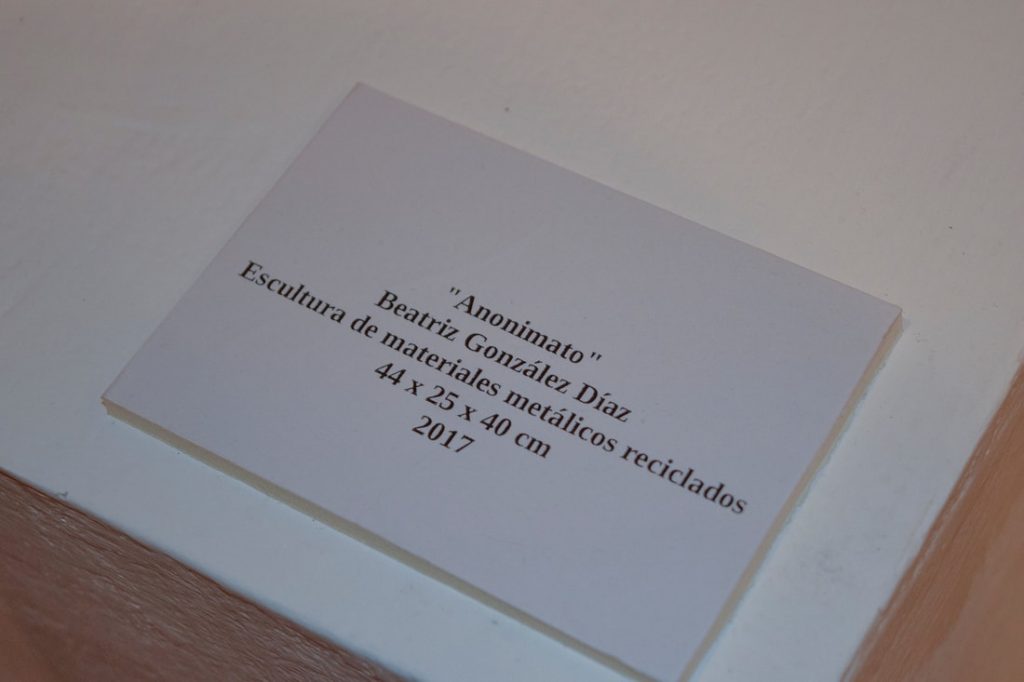 "Anonimato"
Beatriz González Díaz
Escultura de materiales metálicos reciclados
44 x 25 x 40 cm
2017